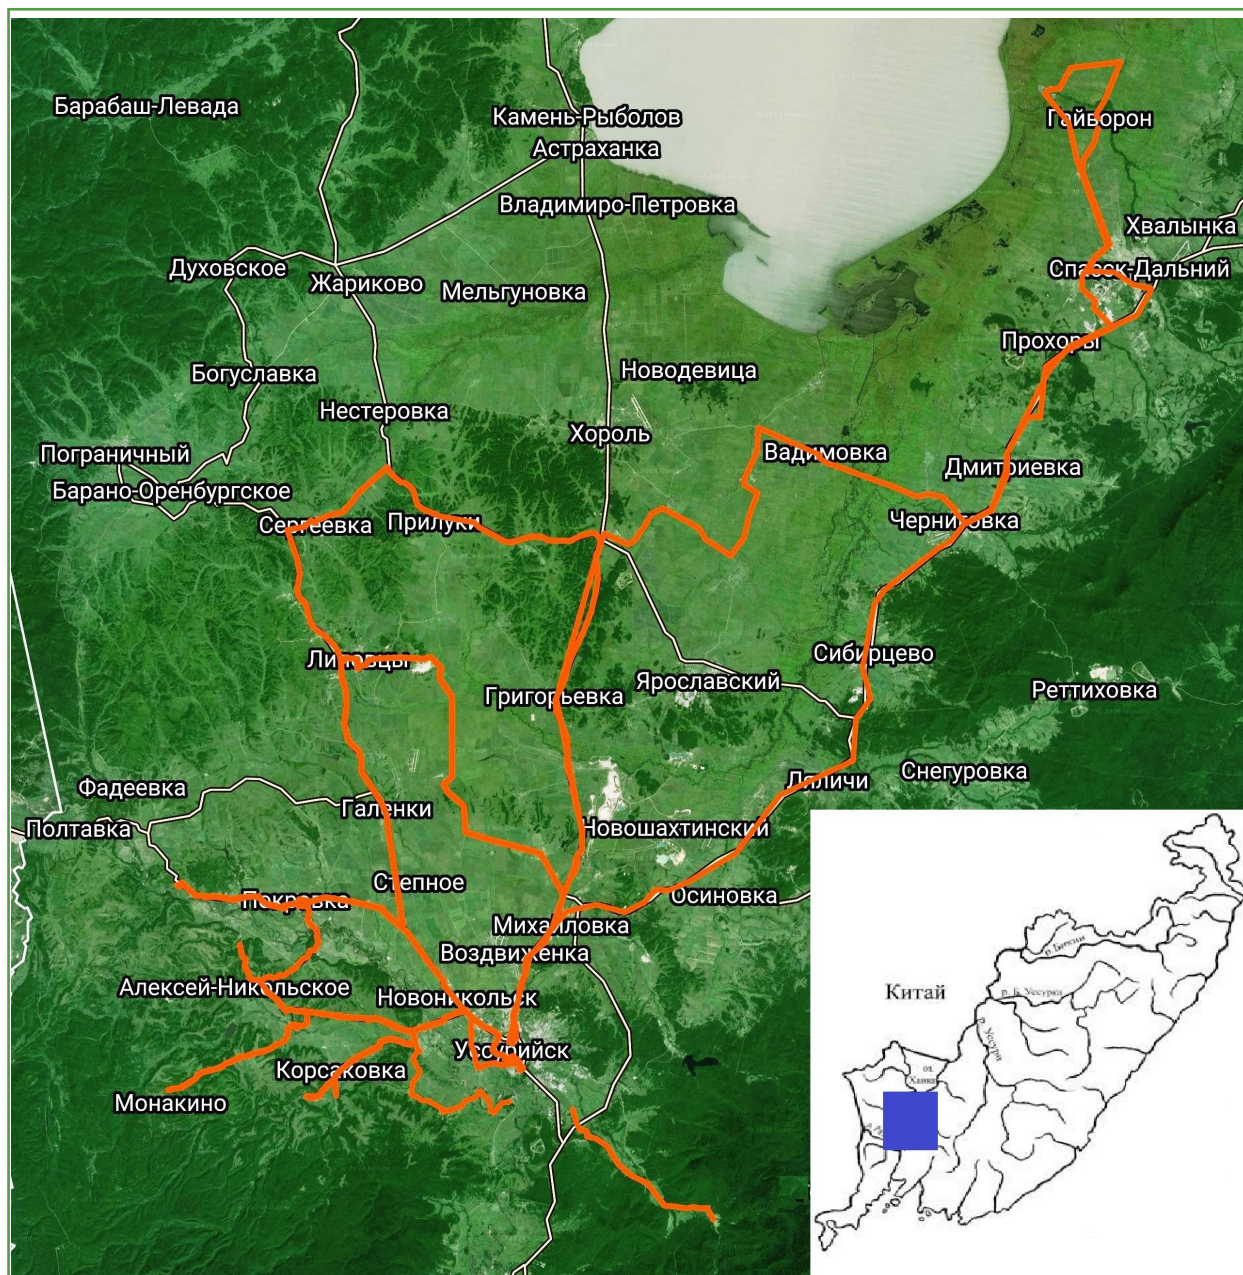 Барабаш-Левада
Камень-Рыболов
Гайворон
Астраханка
Владимиро-Петровка
Хвалынка
Духовское
Спасск-Дальний
Жариково
Мельгуновка
Прохоры
Богуславка
Новодевица
Нестеровка
Хороль
Пограничный
Вадимовка
Дмитриевка
Барано-Оренбургское
Сергеевка
Прилуки
Черниговка
Липовцы
Сибирцево
Григорьевка
Ярославский
Реттиховка
Фадеевка
Ляличи
Снегуровка
Галенки
Полтавка
Новошахтинский
Степное
Покровка
Осиновка
Михайловка
Воздвиженка
Алексей-Никольское
Новоникольск
Уссурийск
Корсаковка
Монакино
р. Бикин
Китай
р. Б. Уссурка
р. Уссури
оз.
Ханка